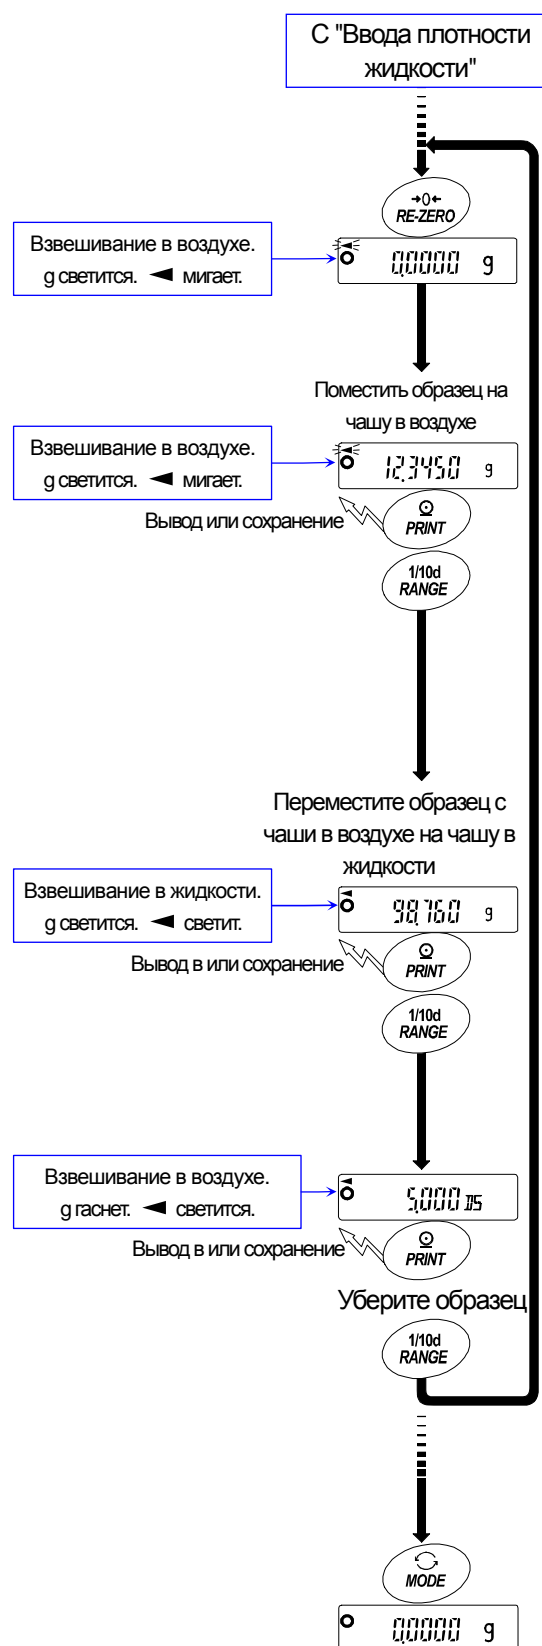 С "Ввода плотности
жидкости"
→0←
RE-ZERO
Взвешивание в воздухе.
g светится. ◄ мигает.
0.0000 g
Поместить образец на
чашу в воздухе
Взвешивание в воздухе.
g светится. ◄ мигает.
12.3450 g
Вывод или сохранение
PRINT
1/10d
RANGE
Переместите образец с
чаши в воздухе на чашу в
жидкости
Взвешивание в жидкости.
g светится. ◄ светит.
98.760 g
Вывод в или сохранение
PRINT
1/10d
RANGE
Взвешивание в воздухе.
g гаснет. ◄ светится.
5.000 DS
Вывод в или сохранение
PRINT
Уберите образец
1/10d
RANGE
MODE
0.0000 g